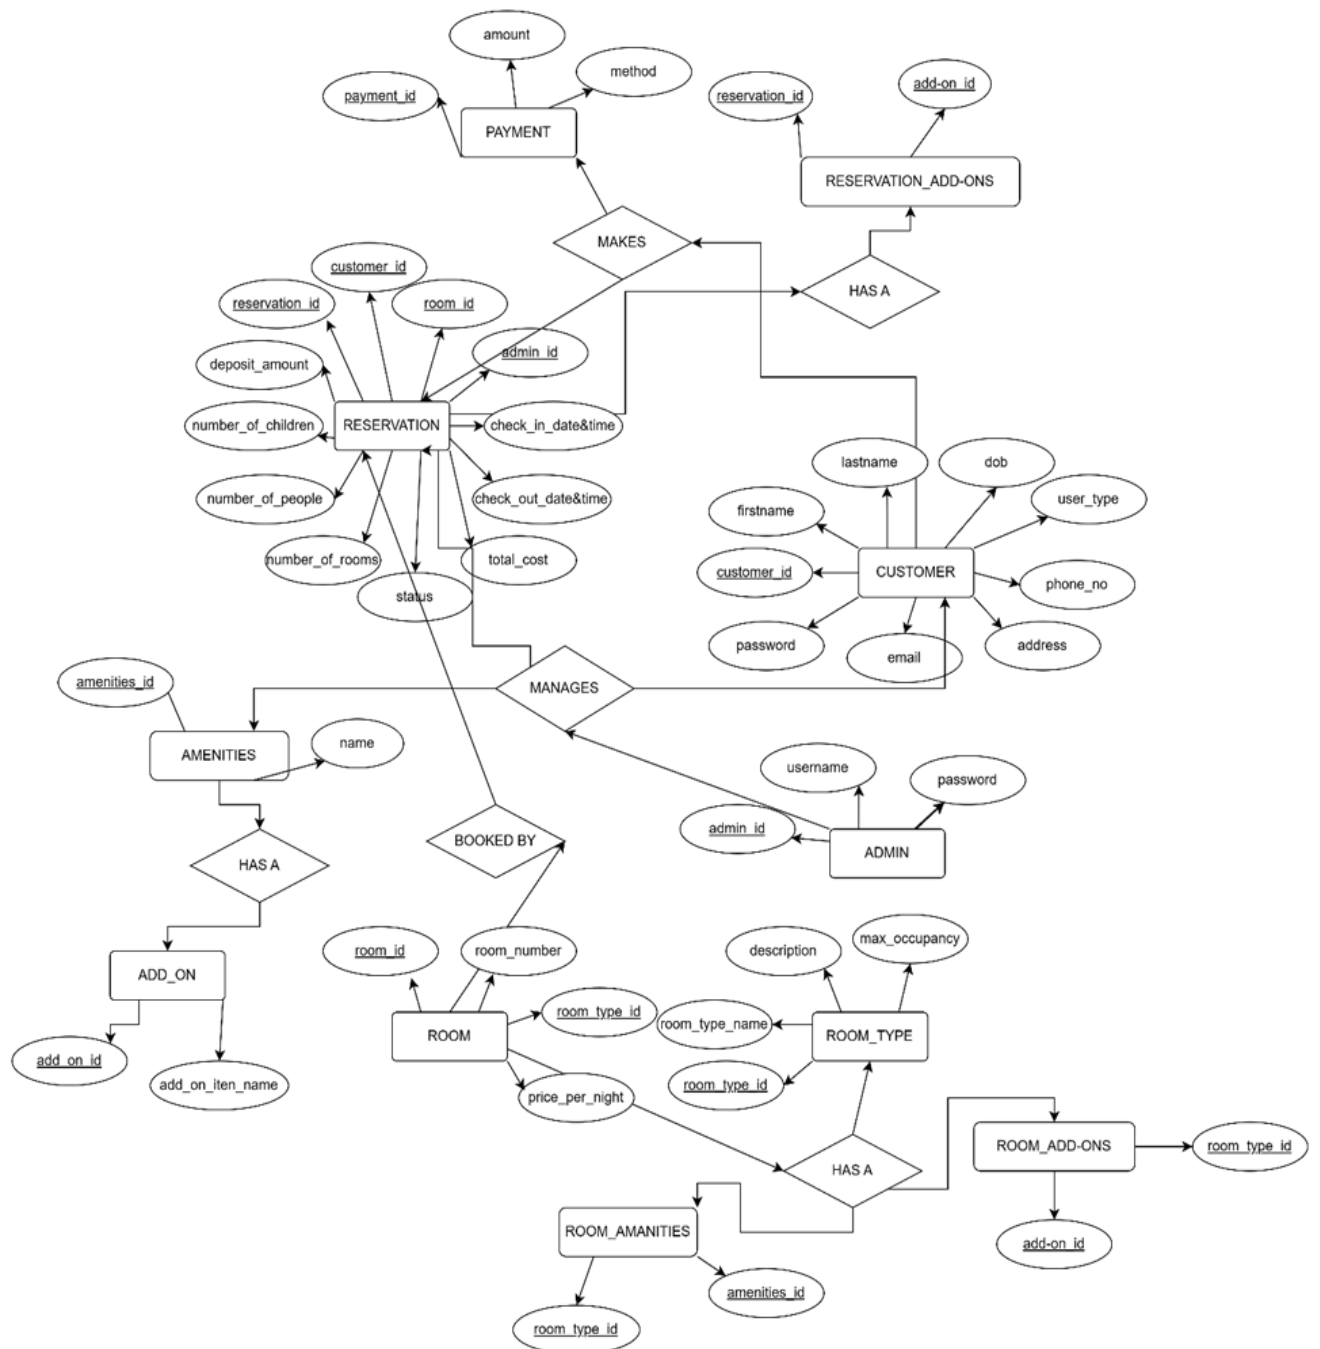 amount
method
payment_id
PAYMENT
add-on_id
reservation_id
RESERVATION_ADD-ONS
MAKES
HAS A
customer_id
reservation_id
room_id
admin_id
deposit_amount
number_of_children
RESERVATION
check_in_date&time
number_of_people
check_out_date&time
number_of_rooms
total_cost
status
lastname
dob
firstname
user_type
customer_id
CUSTOMER
phone_no
password
email
address
amenities_id
MANAGES
AMENITIES
name
username
password
admin_id
ADMIN
HAS A
BOOKED BY
ADD_ON
add_on_id
add_on_iten_name
room_id
room_number
room_type_id
ROOM
price_per_night
description
max_occupancy
room_type_name
ROOM_TYPE
room_type_id
HAS A
ROOM_ADD-ONS
room_type_id
add-on_id
ROOM_AMANITIES
amenities_id
room_type_id